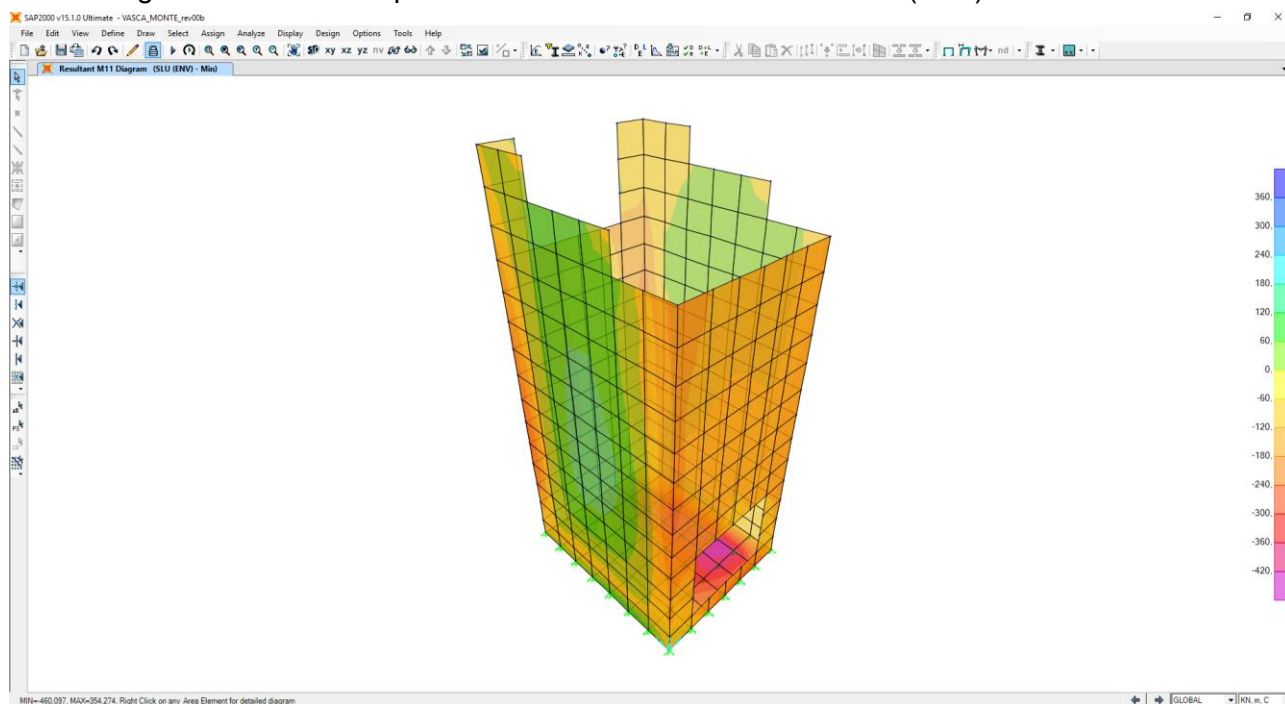 SAP2000 v15.1.0 Ultimate - VASCA_MONTE_rev00b
File Edit View Define Draw Select Assign Analyze Display Design Options Tools Help
xy xz yz nv nd
Resultant M11 Diagram (SLU (ENV) - Min)
360,
300,
240,
180,
120,
60,
0,
-60,
-120,
-180,
-240,
-300,
-360,
-420,
MIN=-460,097, MAX=354,274, Right Click on any Area Element for detailed diagram
GLOBAL
KN, m, C